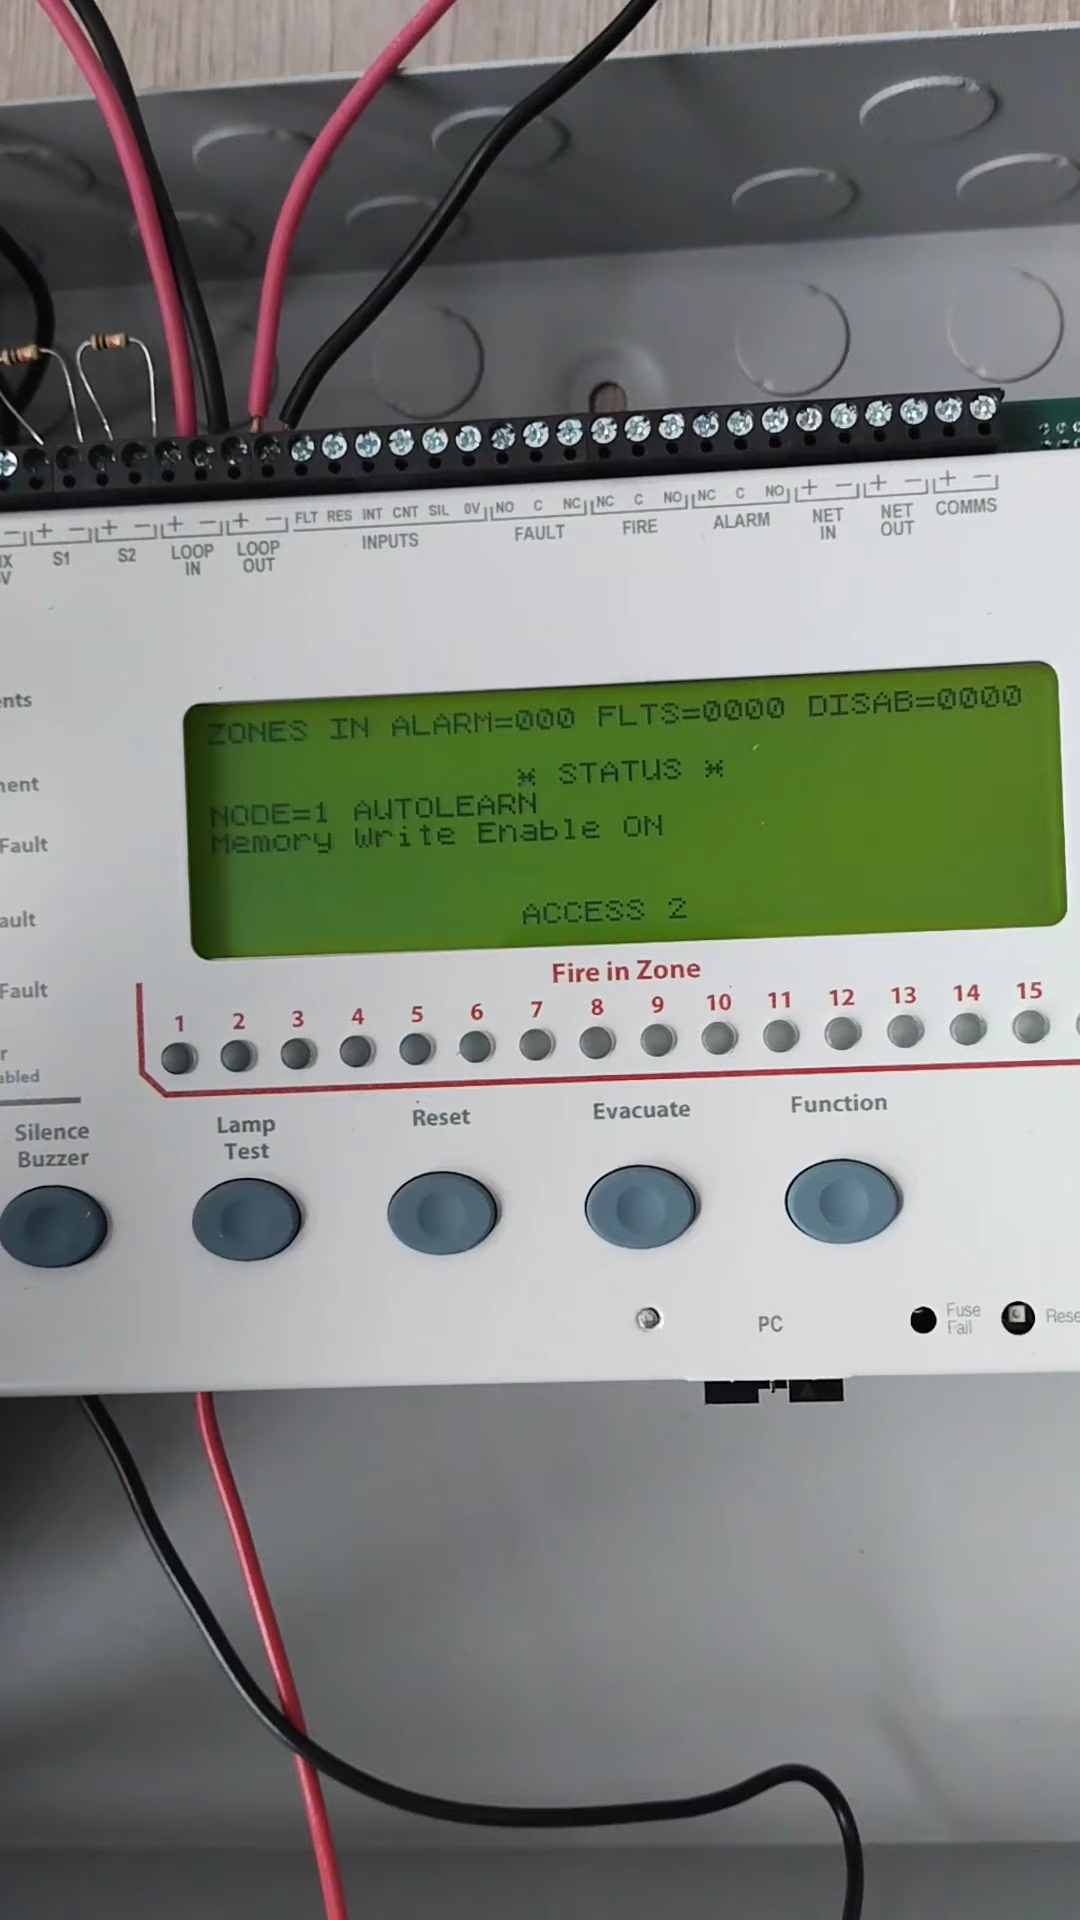 + - + - + - + -
FLT RES INT CNT SIL 0V NO C NC NC C NO NC C NO + - + - + -
S1 S2 LOOP IN LOOP OUT INPUTS FAULT FIRE ALARM NET IN NET OUT COMMS
ZONES IN ALARM=000 FLTS=0000 DISAB=0000
* STATUS *
NODE=1 AUTOLEARN
Memory Write Enable ON
ACCESS 2
Fault
Fault
Fire in Zone
1 2 3 4 5 6 7 8 9 10 11 12 13 14 15
Silence
Buzzer
Lamp
Test
Reset
Evacuate
Function
PC
Fuse
Fail